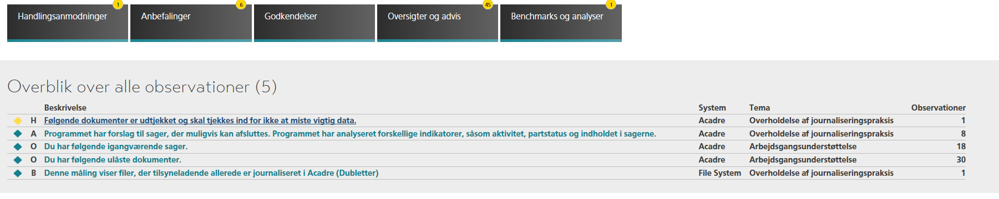 1 6 45 1
Handlingsanmodninger Anbefalinger Godkendelser Oversigter og advis Benchmarks og analyser
Overblik over alle observationer (5)
Beskrivelse System Tema Observationer
H Følgende dokumenter er udtjekket og skal tjekkes ind for ikke at miste vigtig data. Acadre Overholdelse af journaliseringspraksis 1
A Programmet har forslag til sager, der muligvis kan afsluttes. Programmet har analyseret forskellige indikatorer, såsom aktivitet, partstatus og indholdet i sagerne. Acadre Overholdelse af journaliseringspraksis 8
O Du har følgende igangværende sager. Acadre Arbejdsgangsunderstøttelse 18
O Du har følgende ulåste dokumenter. Acadre Arbejdsgangsunderstøttelse 30
B Denne måling viser filer, der tilsyneladende allerede er journaliseret i Acadre (Dubletter) File System Overholdelse af journaliseringspraksis 1